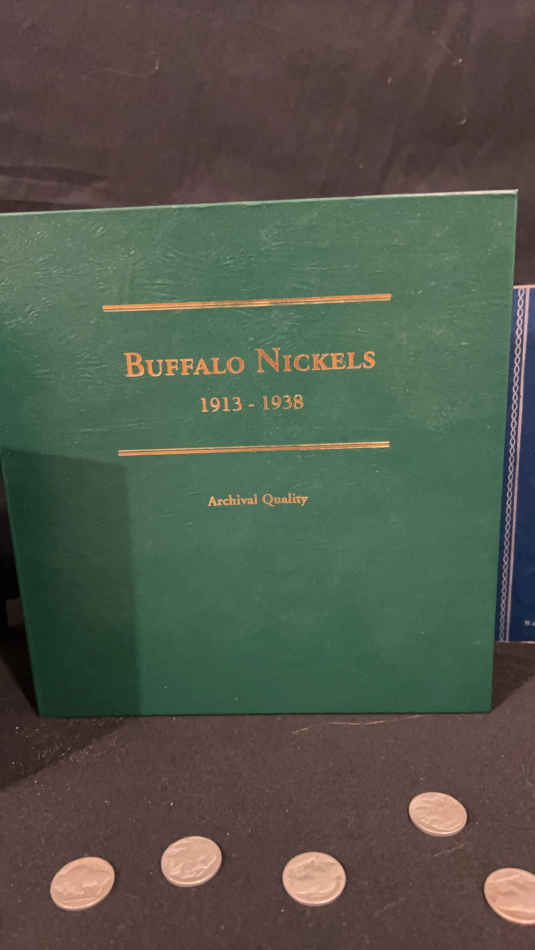 BUFFALO NICKELS
1913 - 1938
Archival Quality